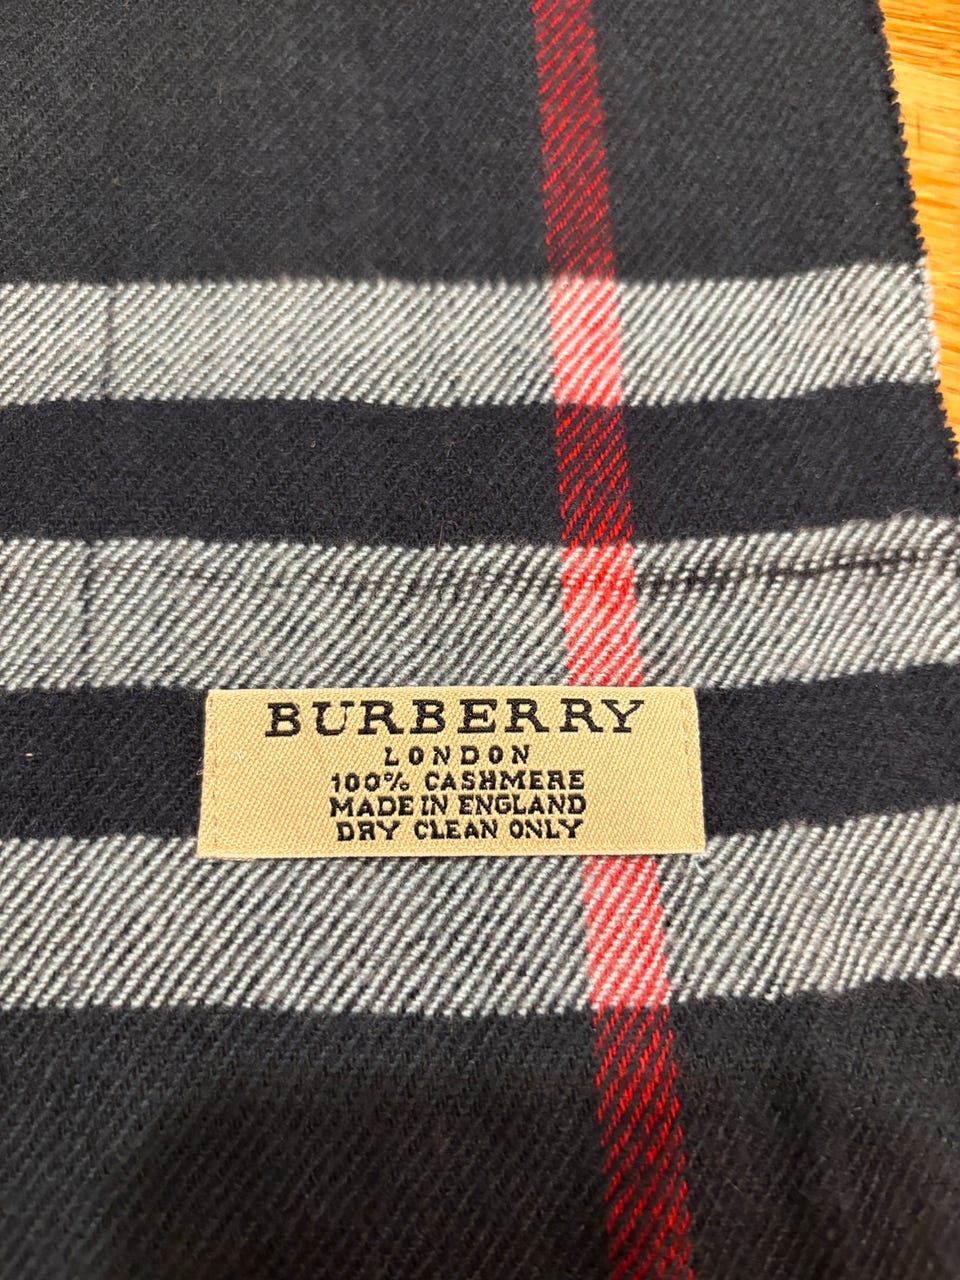 BURBERRY
LONDON
100% CASHMERE
MADE IN ENGLAND
DRY CLEAN ONLY